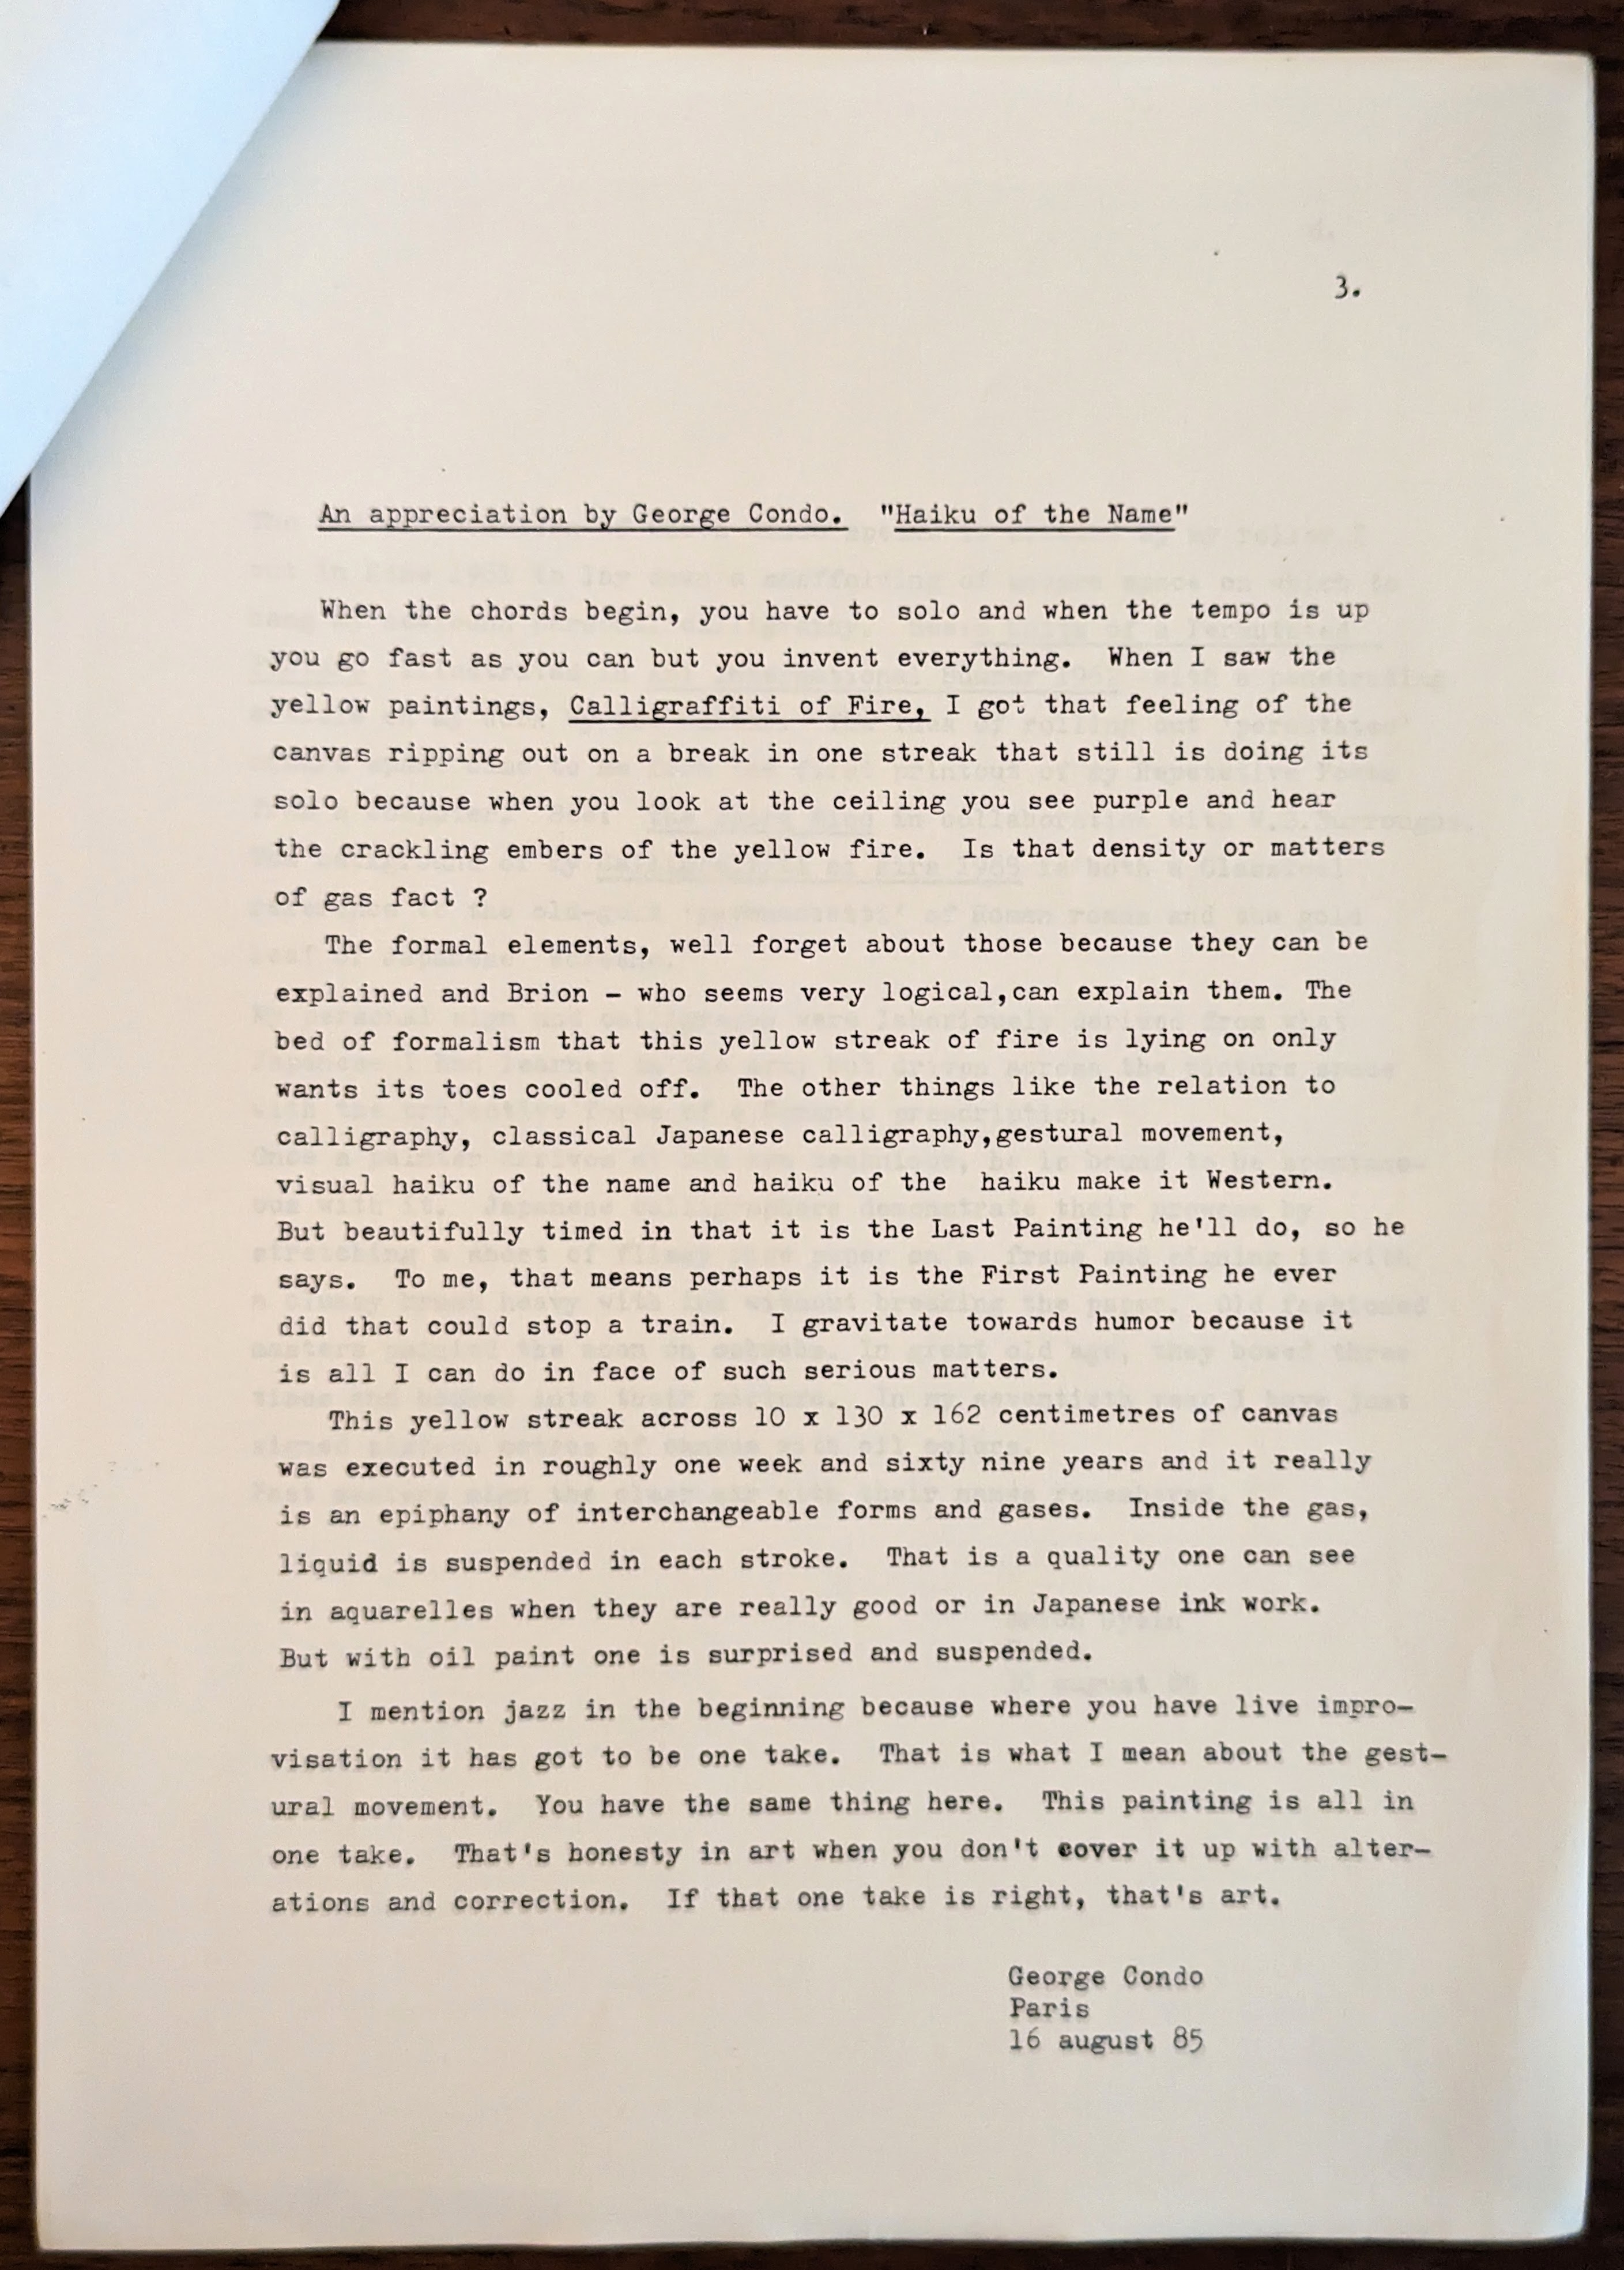 3.
An appreciation by George Condo.  "Haiku of the Name"
When the chords begin, you have to solo and when the tempo is up
you go fast as you can but you invent everything.  When I saw the
yellow paintings, Calligraffiti of Fire, I got that feeling of the
canvas ripping out on a break in one streak that still is doing its
solo because when you look at the ceiling you see purple and hear
the crackling embers of the yellow fire.  Is that density or matters
of gas fact ?
The formal elements, well forget about those because they can be
explained and Brion - who seems very logical,can explain them. The
bed of formalism that this yellow streak of fire is lying on only
wants its toes cooled off.  The other things like the relation to
calligraphy, classical Japanese calligraphy,gestural movement,
visual haiku of the name and haiku of the  haiku make it Western.
But beautifully timed in that it is the Last Painting he'll do, so he
says.  To me, that means perhaps it is the First Painting he ever
did that could stop a train.  I gravitate towards humor because it
is all I can do in face of such serious matters.
This yellow streak across 10 x 130 x 162 centimetres of canvas
was executed in roughly one week and sixty nine years and it really
is an epiphany of interchangeable forms and gases.  Inside the gas,
liquid is suspended in each stroke.  That is a quality one can see
in aquarelles when they are really good or in Japanese ink work.
But with oil paint one is surprised and suspended.
I mention jazz in the beginning because where you have live impro-
visation it has got to be one take.  That is what I mean about the gest-
ural movement.  You have the same thing here.  This painting is all in
one take.  That's honesty in art when you don't cover it up with alter-
ations and correction.  If that one take is right, that's art.
George Condo
Paris
16 august 85